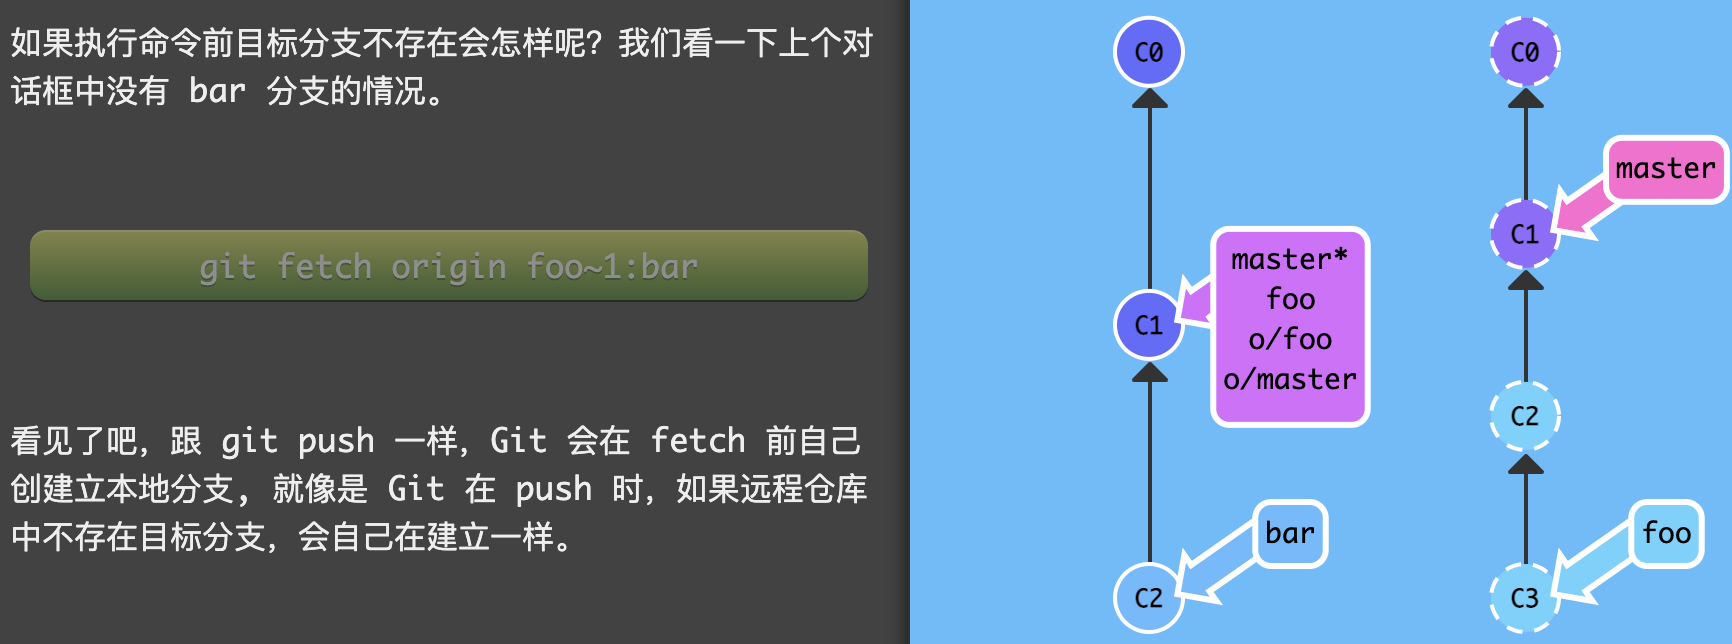 如果执行命令前目标分支不存在会怎样呢？我们看一下上个对
话框中没有 bar 分支的情况。
git fetch origin foo~1:bar
看见了吧，跟 git push 一样，Git 会在 fetch 前自己
创建立本地分支, 就像是 Git 在 push 时，如果远程仓库
中不存在目标分支，会自己在建立一样。
C0
master*
foo
o/foo
o/master
C1
bar
C2
C0
master
C1
C2
foo
C3